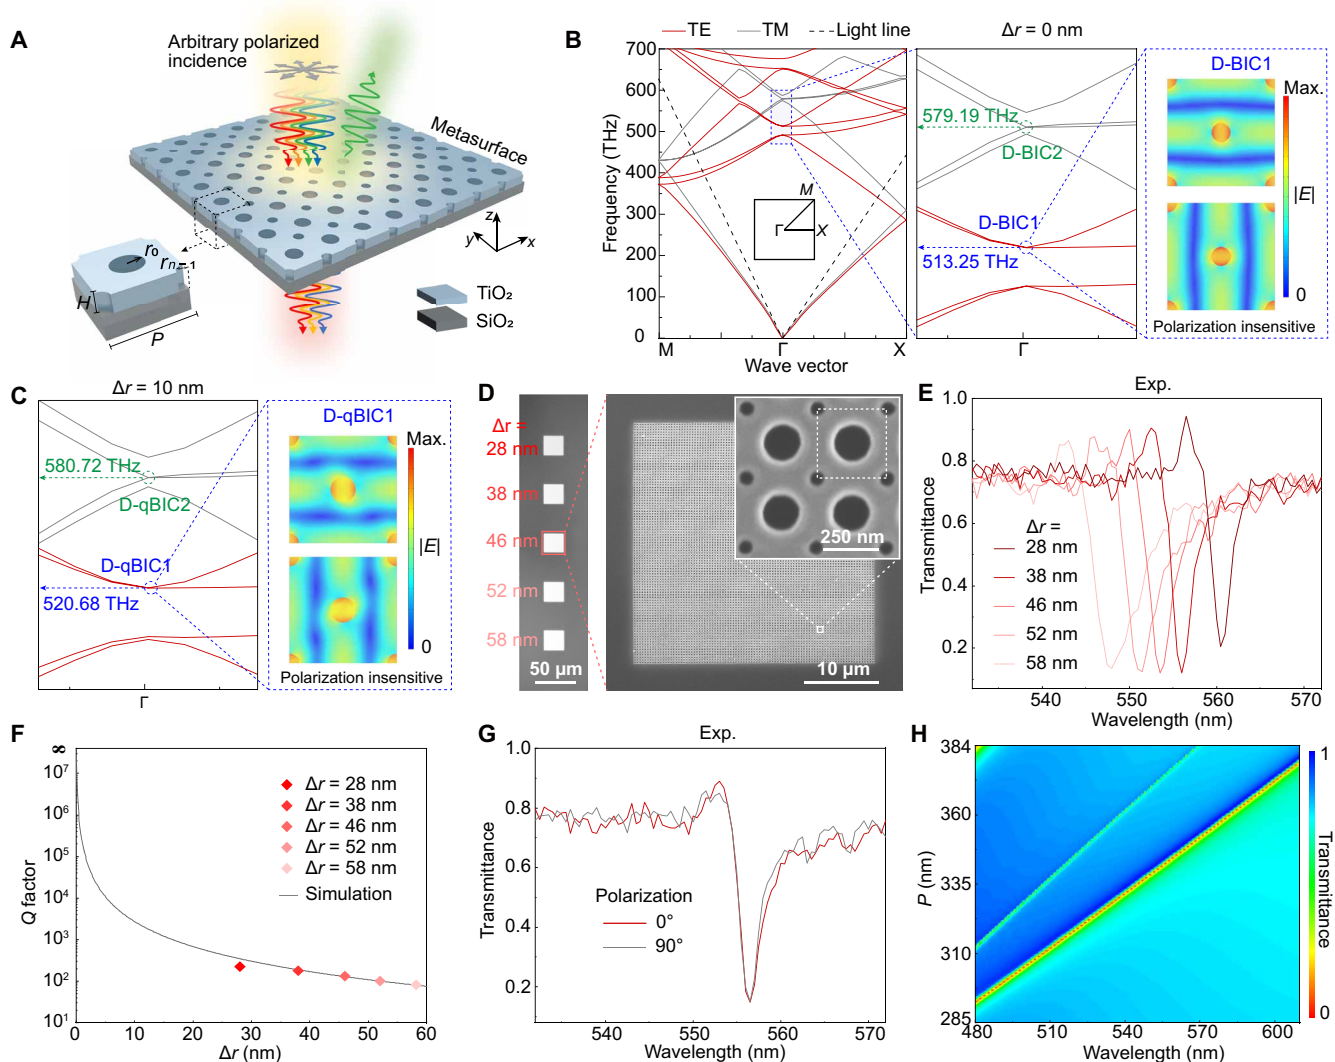 A
Arbitrary polarized
incidence
Metasurface
r₀
rₙ₌₁
H
P
z
y
x
TiO₂
SiO₂
B
TE
TM
Light line
Δr = 0 nm
Frequency (THz)
700
600
500
400
300
200
100
0
M
Γ
X
M
Γ
X
Wave vector
579.19 THz
D-BIC2
D-BIC1
513.25 THz
Γ
D-BIC1
Max.
|E|
0
Polarization insensitive
C
Δr = 10 nm
580.72 THz
D-qBIC2
D-qBIC1
520.68 THz
Γ
D-qBIC1
Max.
|E|
0
Polarization insensitive
D
Δr =
28 nm
38 nm
46 nm
52 nm
58 nm
50 µm
250 nm
10 µm
E
Exp.
Transmittance
1.0
0.8
0.6
0.4
0.2
Δr =
28 nm
38 nm
46 nm
52 nm
58 nm
540
550
560
570
Wavelength (nm)
F
Q factor
∞
10⁷
10⁶
10⁵
10⁴
10³
10²
10¹
Δr = 28 nm
Δr = 38 nm
Δr = 46 nm
Δr = 52 nm
Δr = 58 nm
Simulation
0
10
20
30
40
50
60
Δr (nm)
G
Exp.
Transmittance
1.0
0.8
0.6
0.4
0.2
Polarization
0°
90°
540
550
560
570
Wavelength (nm)
H
P (nm)
384
360
335
310
285
480
510
540
570
600
Wavelength (nm)
1
Transmittance
0